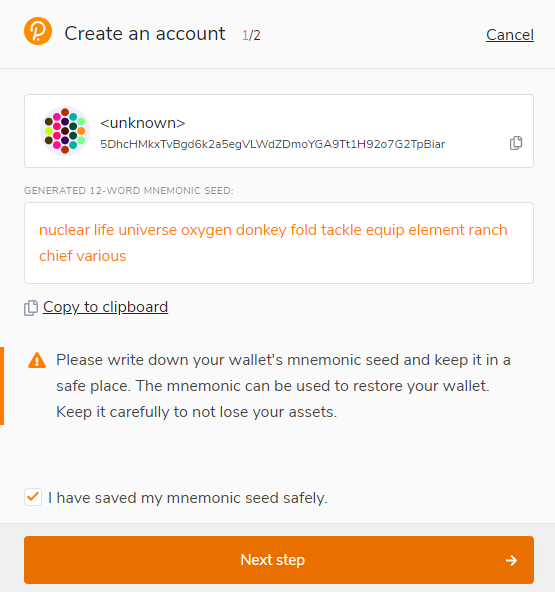 Create an account 1/2 Cancel
<unknown>
5DhcHMkxTvBgd6k2a5egVLWdZDmoYGA9Tt1H92o7G2TpBiar
GENERATED 12-WORD MNEMONIC SEED:
nuclear life universe oxygen donkey fold tackle equip element ranch
chief various
Copy to clipboard
Please write down your wallet's mnemonic seed and keep it in a
safe place. The mnemonic can be used to restore your wallet.
Keep it carefully to not lose your assets.
I have saved my mnemonic seed safely.
Next step